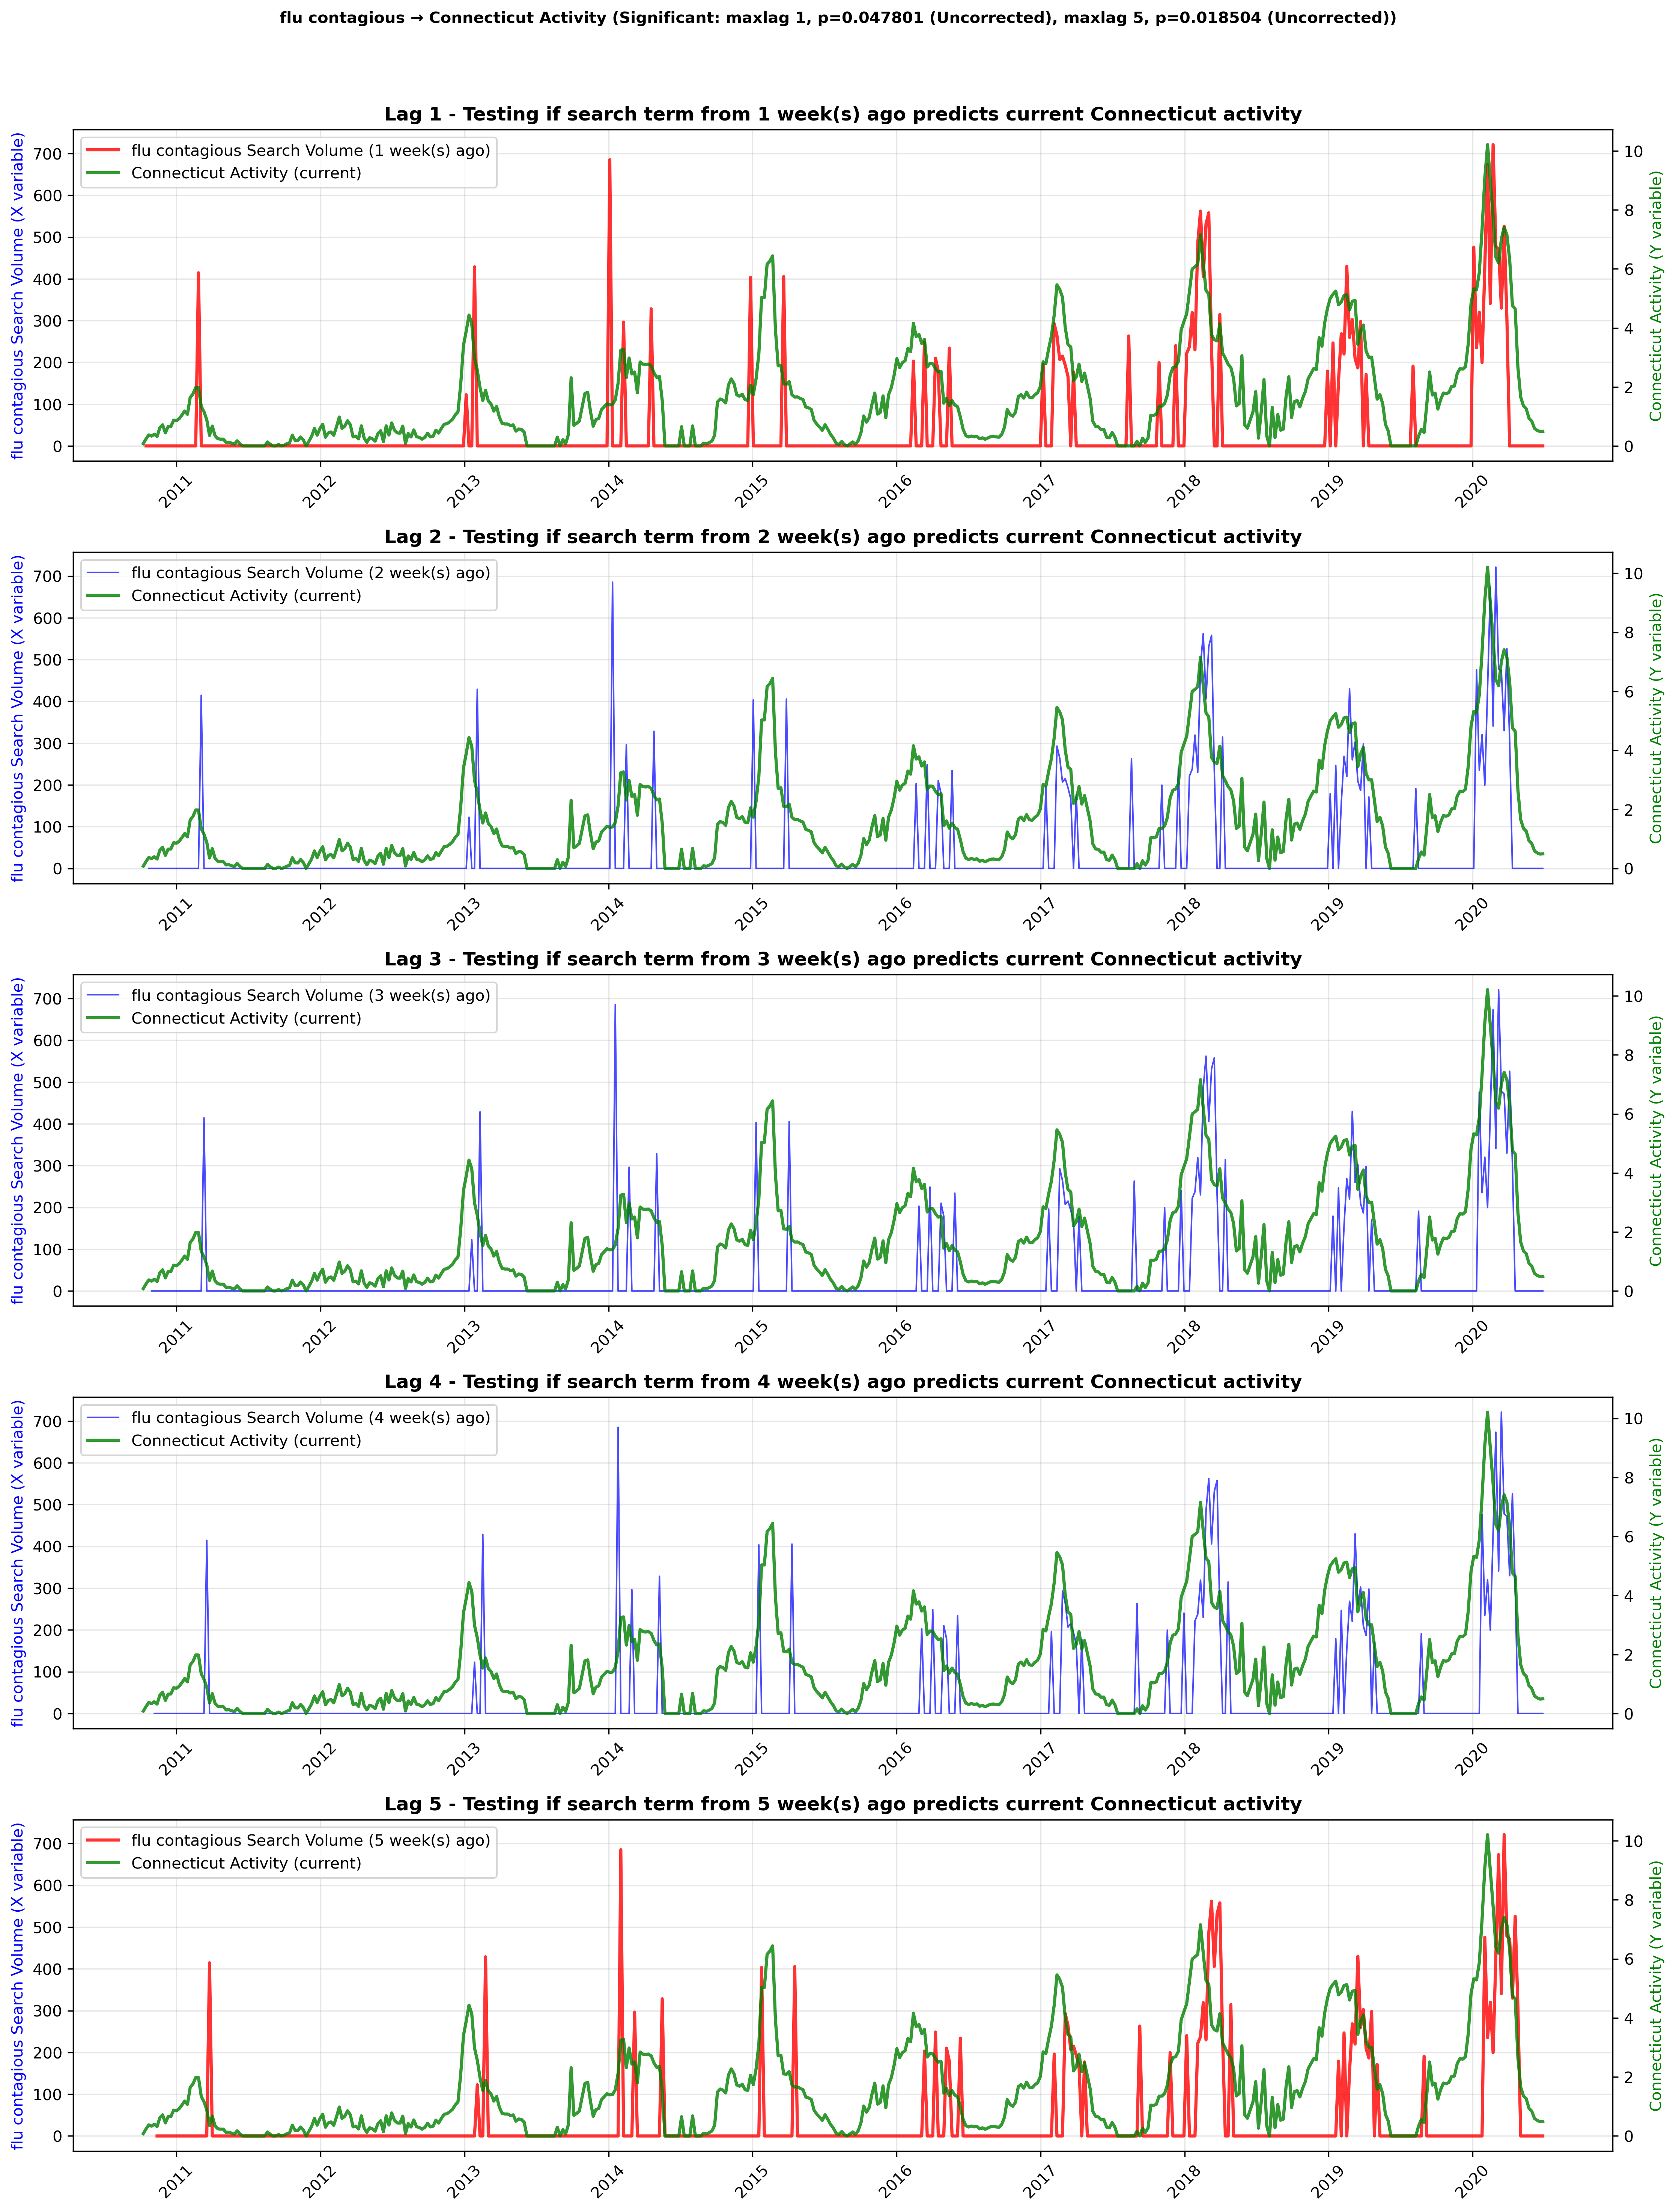 flu contagious → Connecticut Activity (Significant: maxlag 1, p=0.047801 (Uncorrected), maxlag 5, p=0.018504 (Uncorrected))
Lag 1 - Testing if search term from 1 week(s) ago predicts current Connecticut activity
flu contagious Search Volume (X variable)
Connecticut Activity (Y variable)
flu contagious Search Volume (1 week(s) ago)
Connecticut Activity (current)
700
600
500
400
300
200
100
0
10
8
6
4
2
0
2011 2012 2013 2014 2015 2016 2017 2018 2019 2020
Lag 2 - Testing if search term from 2 week(s) ago predicts current Connecticut activity
flu contagious Search Volume (X variable)
Connecticut Activity (Y variable)
flu contagious Search Volume (2 week(s) ago)
Connecticut Activity (current)
700
600
500
400
300
200
100
0
10
8
6
4
2
0
2011 2012 2013 2014 2015 2016 2017 2018 2019 2020
Lag 3 - Testing if search term from 3 week(s) ago predicts current Connecticut activity
flu contagious Search Volume (X variable)
Connecticut Activity (Y variable)
flu contagious Search Volume (3 week(s) ago)
Connecticut Activity (current)
700
600
500
400
300
200
100
0
10
8
6
4
2
0
2011 2012 2013 2014 2015 2016 2017 2018 2019 2020
Lag 4 - Testing if search term from 4 week(s) ago predicts current Connecticut activity
flu contagious Search Volume (X variable)
Connecticut Activity (Y variable)
flu contagious Search Volume (4 week(s) ago)
Connecticut Activity (current)
700
600
500
400
300
200
100
0
10
8
6
4
2
0
2011 2012 2013 2014 2015 2016 2017 2018 2019 2020
Lag 5 - Testing if search term from 5 week(s) ago predicts current Connecticut activity
flu contagious Search Volume (X variable)
Connecticut Activity (Y variable)
flu contagious Search Volume (5 week(s) ago)
Connecticut Activity (current)
700
600
500
400
300
200
100
0
10
8
6
4
2
0
2011 2012 2013 2014 2015 2016 2017 2018 2019 2020